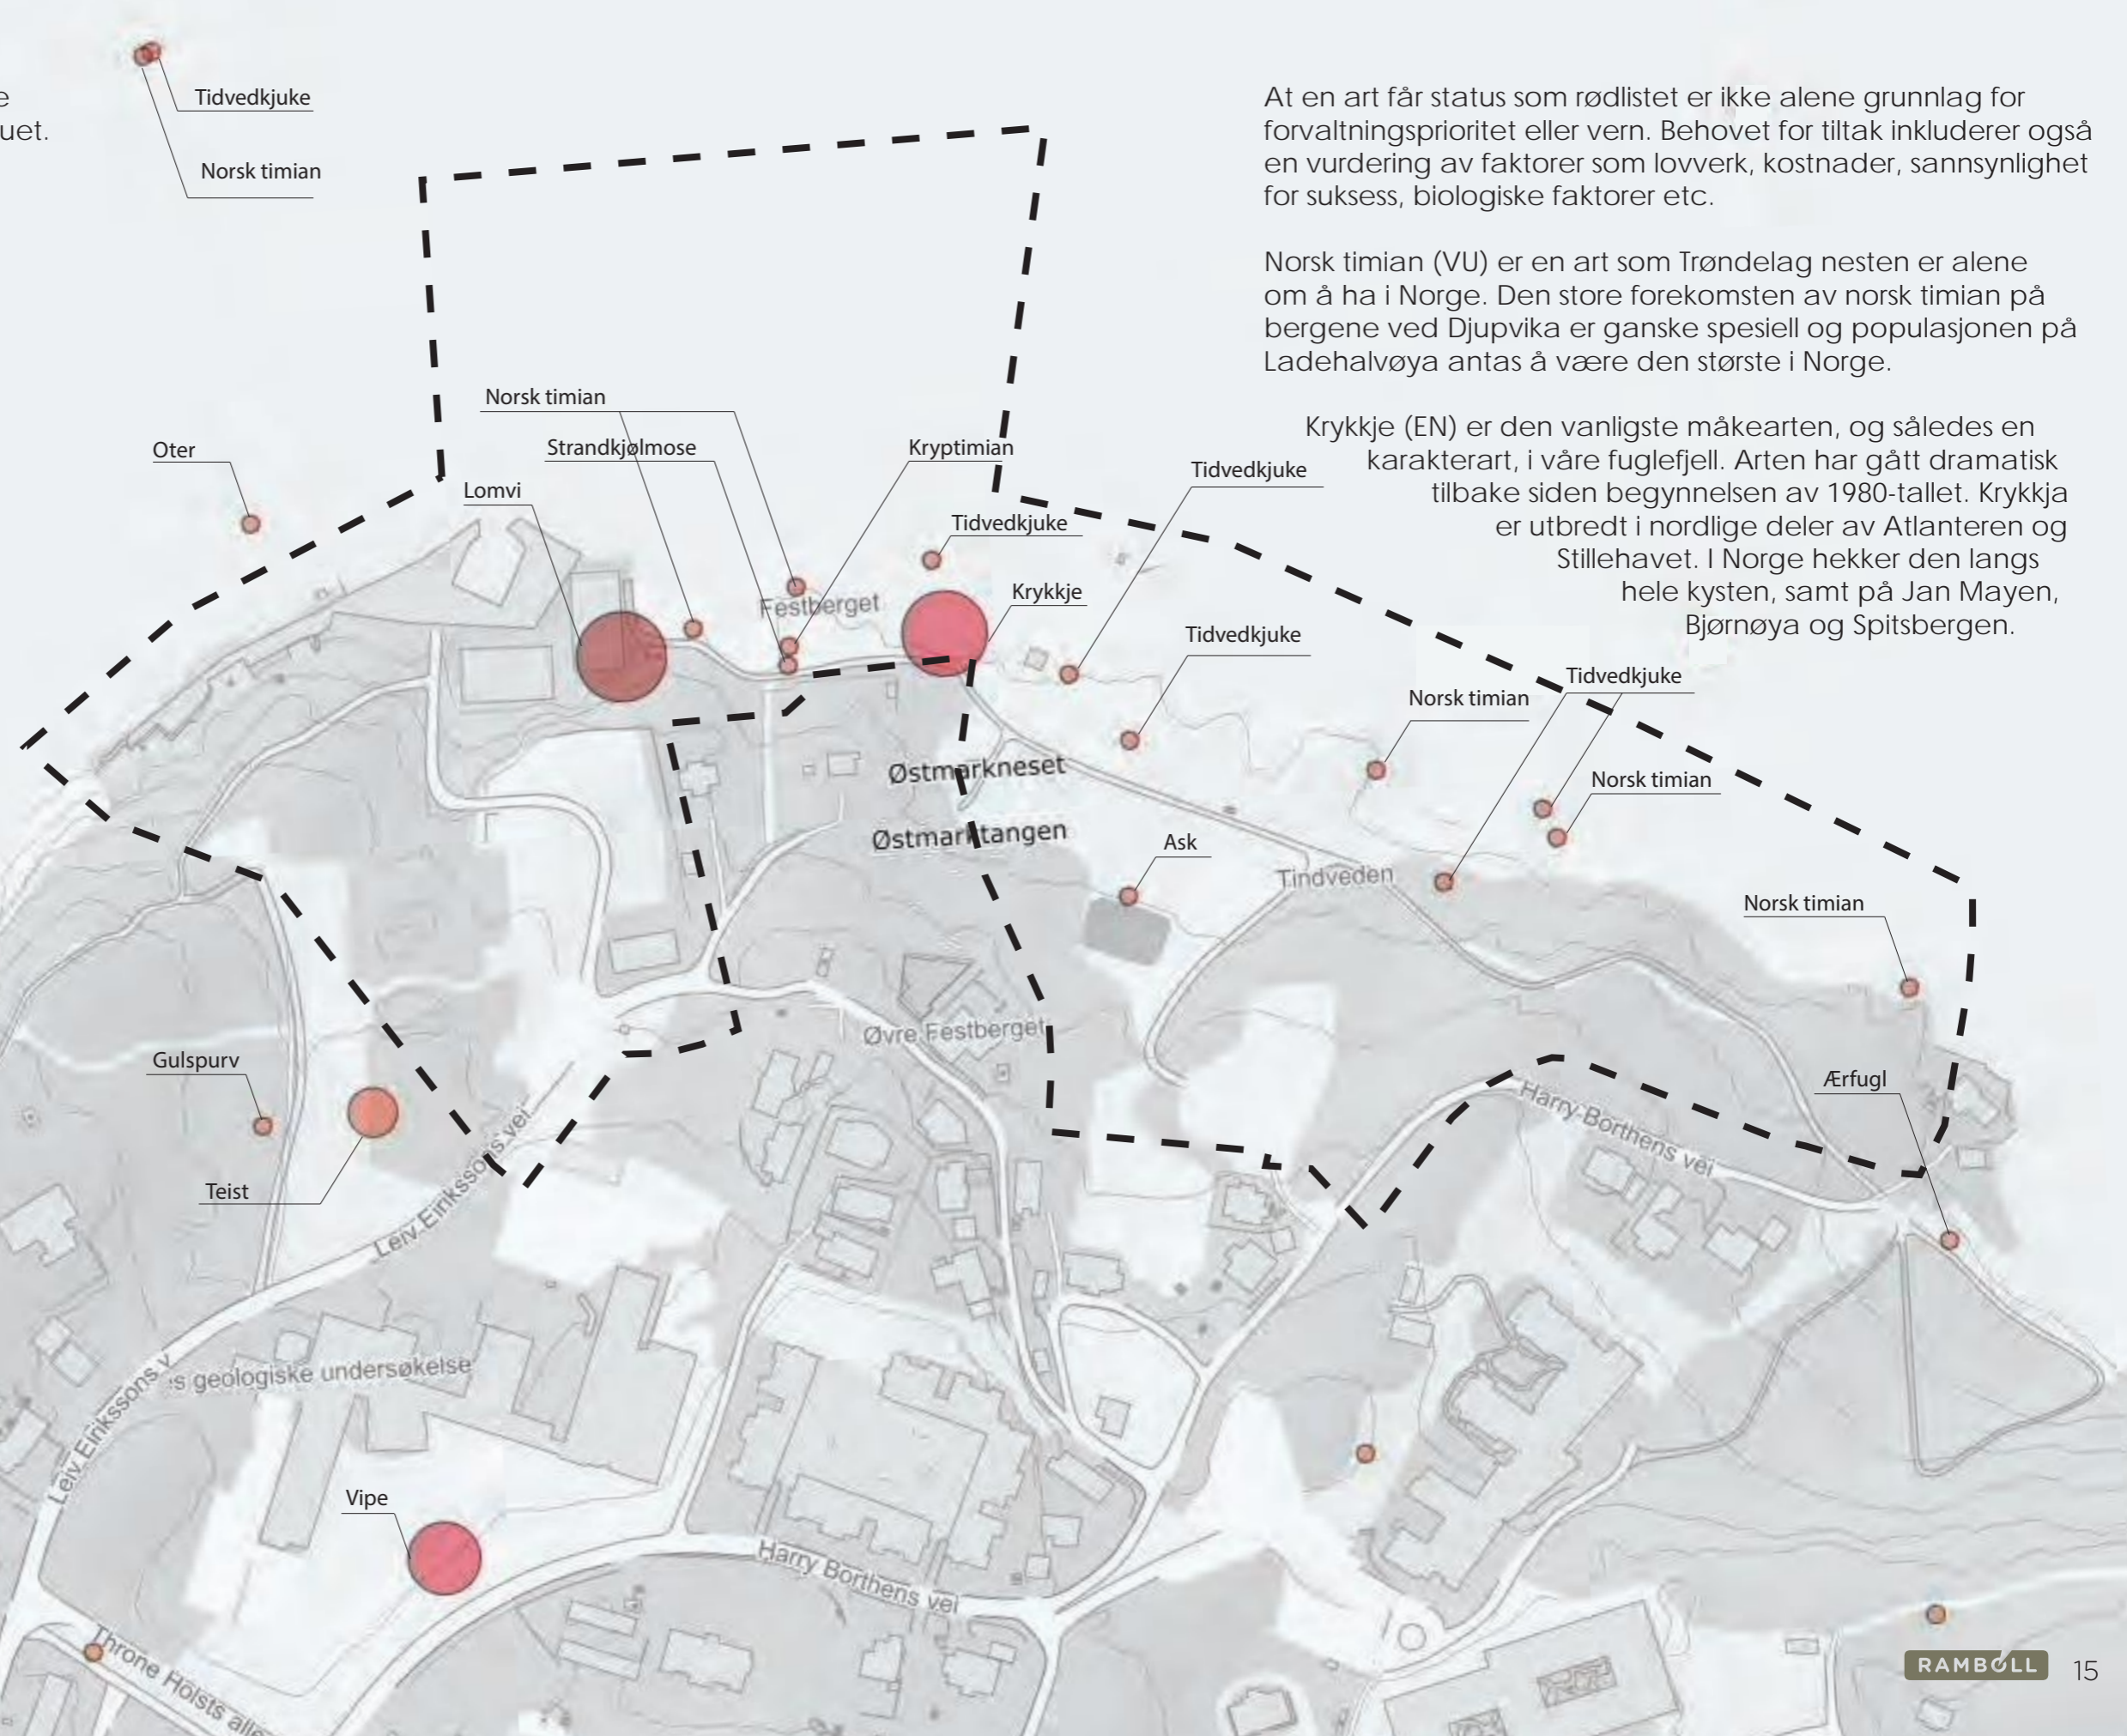 e
uet.
Tidvedkjuke
Norsk timian
At en art får status som rødlistet er ikke alene grunnlag for
forvaltningsprioritet eller vern. Behovet for tiltak inkluderer også
en vurdering av faktorer som lovverk, kostnader, sannsynlighet
for suksess, biologiske faktorer etc.
Norsk timian (VU) er en art som Trøndelag nesten er alene
om å ha i Norge. Den store forekomsten av norsk timian på
bergene ved Djupvika er ganske spesiell og populasjonen på
Ladehalvøya antas å være den største i Norge.
Krykkje (EN) er den vanligste måkearten, og således en
karakterart, i våre fuglefjell. Arten har gått dramatisk
tilbake siden begynnelsen av 1980-tallet. Krykkja
er utbredt i nordlige deler av Atlanteren og
Stillehavet. I Norge hekker den langs
hele kysten, samt på Jan Mayen,
Bjørnøya og Spitsbergen.
Norsk timian
Oter
Strandkjølmose
Kryptimian
Lomvi
Tidvedkjuke
Tidvedkjuke
Krykkje
Festberget
Tidvedkjuke
Tidvedkjuke
Norsk timian
Østmarkneset
Norsk timian
Østmarktangen
Ask
Tindveden
Norsk timian
Øvre Festberget
Gulspurv
Ærfugl
Harry Borthens vei
Teist
Leiv Eirikssons vei
s geologiske undersøkelse
Leiv Eirikssons v
Vipe
Harry Borthens vei
Throne Holsts alle
RAMBOLL
15